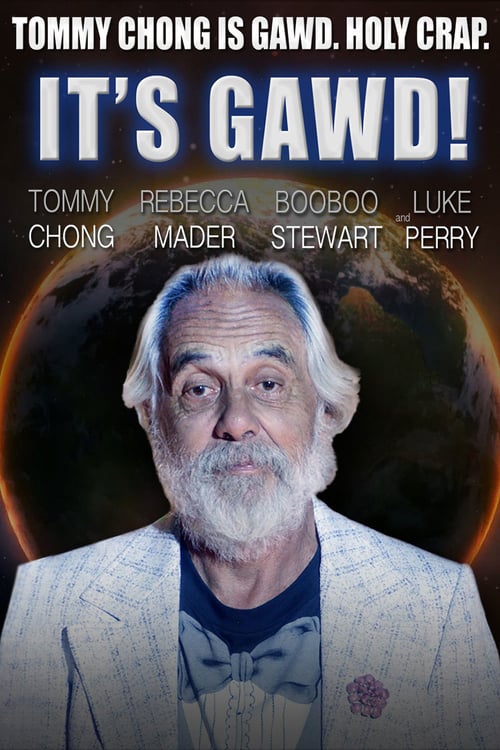 TOMMY CHONG IS GAWD. HOLY CRAP.
IT'S GAWD!
TOMMY REBECCA BOOBOO and LUKE
CHONG MADER STEWART PERRY